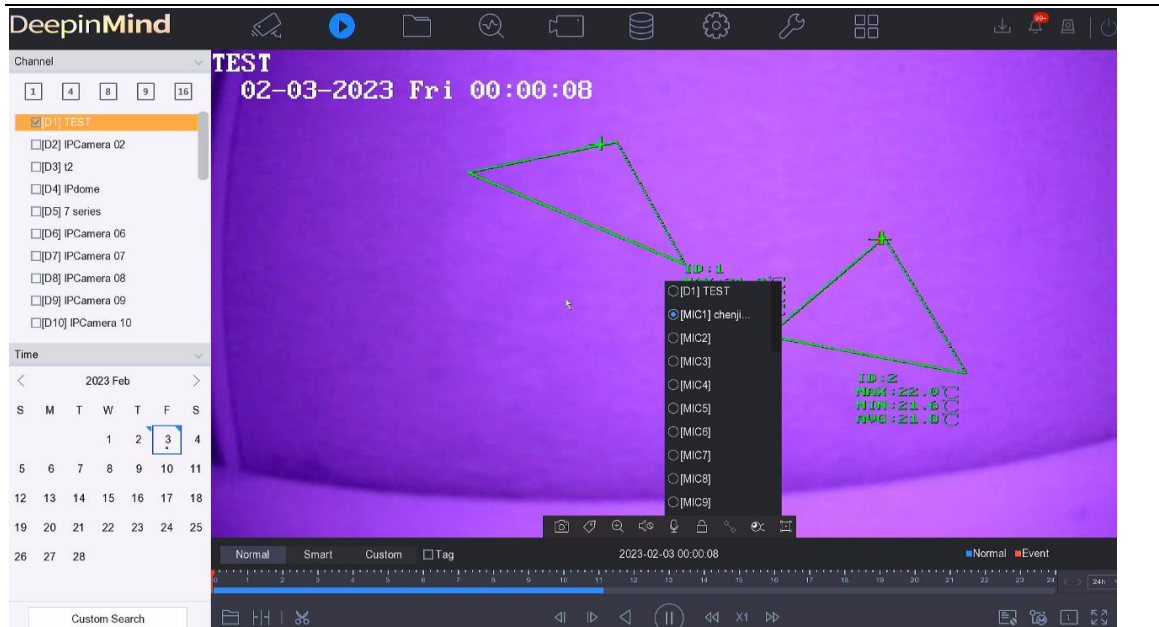 DeepinMind
99+
Channel
1 4 8 9 16
[D1] TEST
[D2] IPCamera 02
[D3] t2
[D4] IPdome
[D5] 7 series
[D6] IPCamera 06
[D7] IPCamera 07
[D8] IPCamera 08
[D9] IPCamera 09
[D10] IPCamera 10
Time
2023 Feb
S M T W T F S
1 2 3 4
5 6 7 8 9 10 11
12 13 14 15 16 17 18
19 20 21 22 23 24 25
26 27 28
Custom Search
TEST
02-03-2023 Fri 00:00:08
ID:1
[D1] TEST
[MIC1] chenji...
[MIC2]
[MIC3]
[MIC4]
[MIC5]
[MIC6]
[MIC7]
[MIC8]
[MIC9]
ID:2
MAX:22.0℃
MIN:21.6℃
AVG:21.8℃
Normal Smart Custom Tag 2023-02-03 00:00:08 Normal Event
0 1 2 3 4 5 6 7 8 9 10 11 12 13 14 15 16 17 18 19 20 21 22 23 24 24h
X1 1